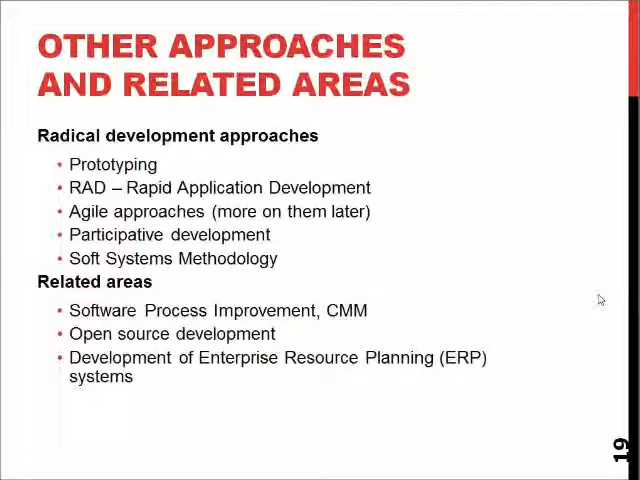 OTHER APPROACHES
AND RELATED AREAS
Radical development approaches
• Prototyping
• RAD – Rapid Application Development
• Agile approaches (more on them later)
• Participative development
• Soft Systems Methodology
Related areas
• Software Process Improvement, CMM
• Open source development
• Development of Enterprise Resource Planning (ERP)
systems
19